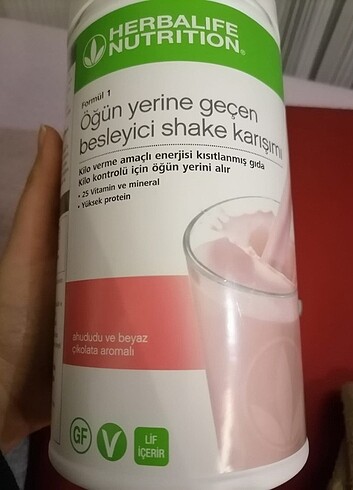 HERBALIFE
NUTRITION®
Formül 1
Öğün yerine geçen
besleyici shake karışımı
Kilo verme amaçlı enerjisi kısıtlanmış gıda
Kilo kontrolü için öğün yerini alır
• 25 Vitamin ve mineral
• Yüksek protein
ahududu ve beyaz
çikolata aromalı
GF
V
LİF
İÇERİR